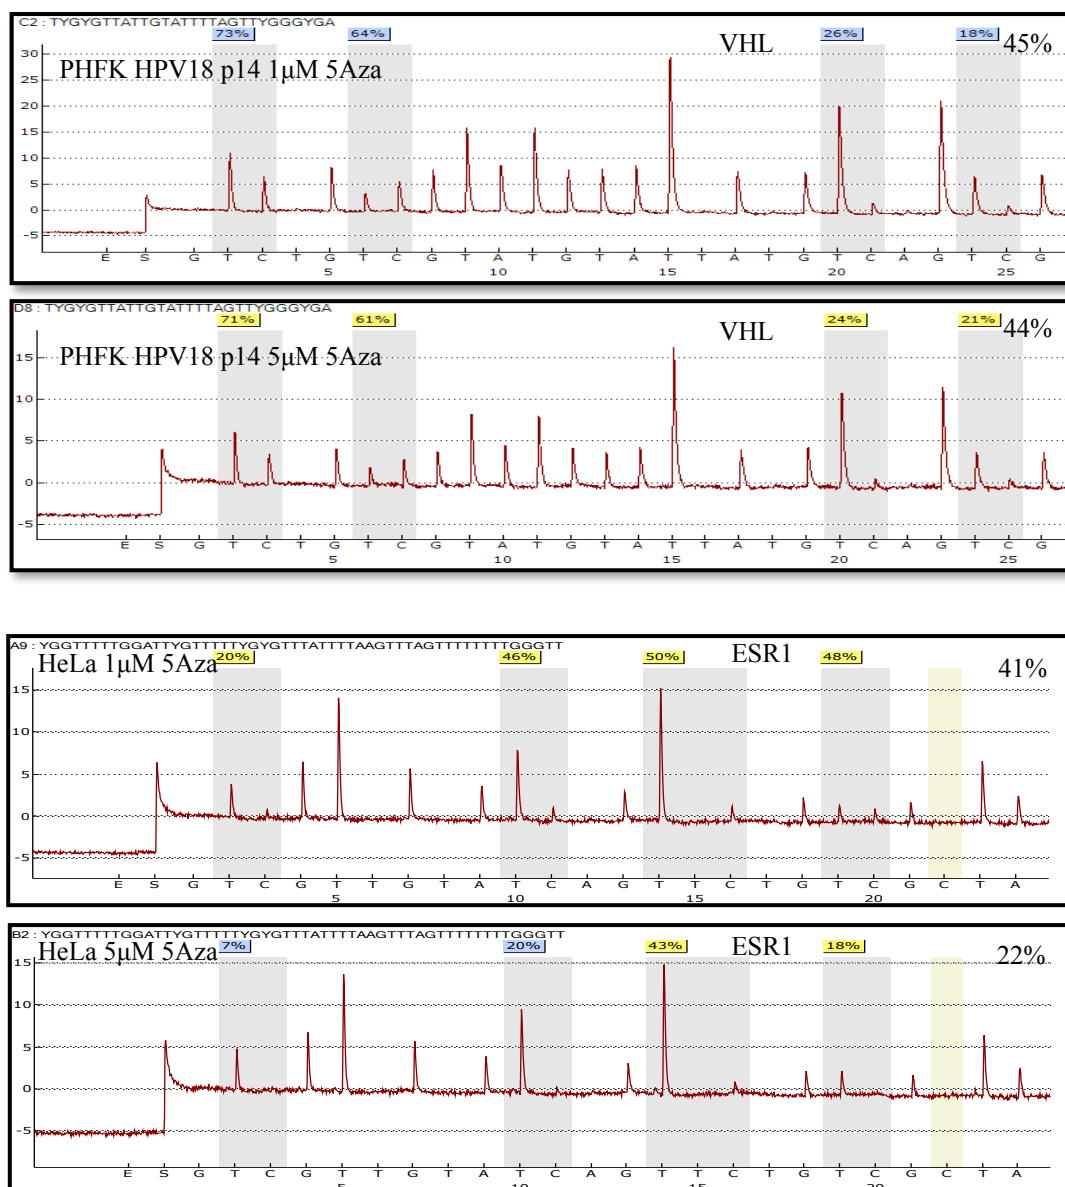 C2 : TYGYGTTATTGTATTTTAGTTYGGGYGA
73% 64% 26% 18%
VHL 45%
PHFK HPV18 p14 1µM 5Aza
30
25
20
15
10
5
0
-5
E S G T C T G T C G T A T G T A T T A T G T C A G T C G
5 10 15 20 25
D8 : TYGYGTTATTGTATTTTAGTTYGGGYGA
71% 61% 24% 21%
VHL 44%
PHFK HPV18 p14 5µM 5Aza
15
10
5
0
-5
E S G T C T G T C G T A T G T A T T A T G T C A G T C G
5 10 15 20 25
A9 : YGGTTTTTGGATTYGTTTTTYGYGTTTATTTTAAGTTTAGTTTTTTTTGGGTT
HeLa 1µM 5Aza 20% 46% 50% ESR1 48%
41%
15
10
5
0
-5
E S G T C G T T G T A T C A G T T C T G T C G C T A
5 10 15 20
B2 : YGGTTTTTGGATTYGTTTTTYGYGTTTATTTTAAGTTTAGTTTTTTTTGGGTT
HeLa 5µM 5Aza 7% 20% 43% ESR1 18%
22%
15
10
5
0
-5
E S G T C G T T G T A T C A G T T C T G T C G C T A
5 10 15 20